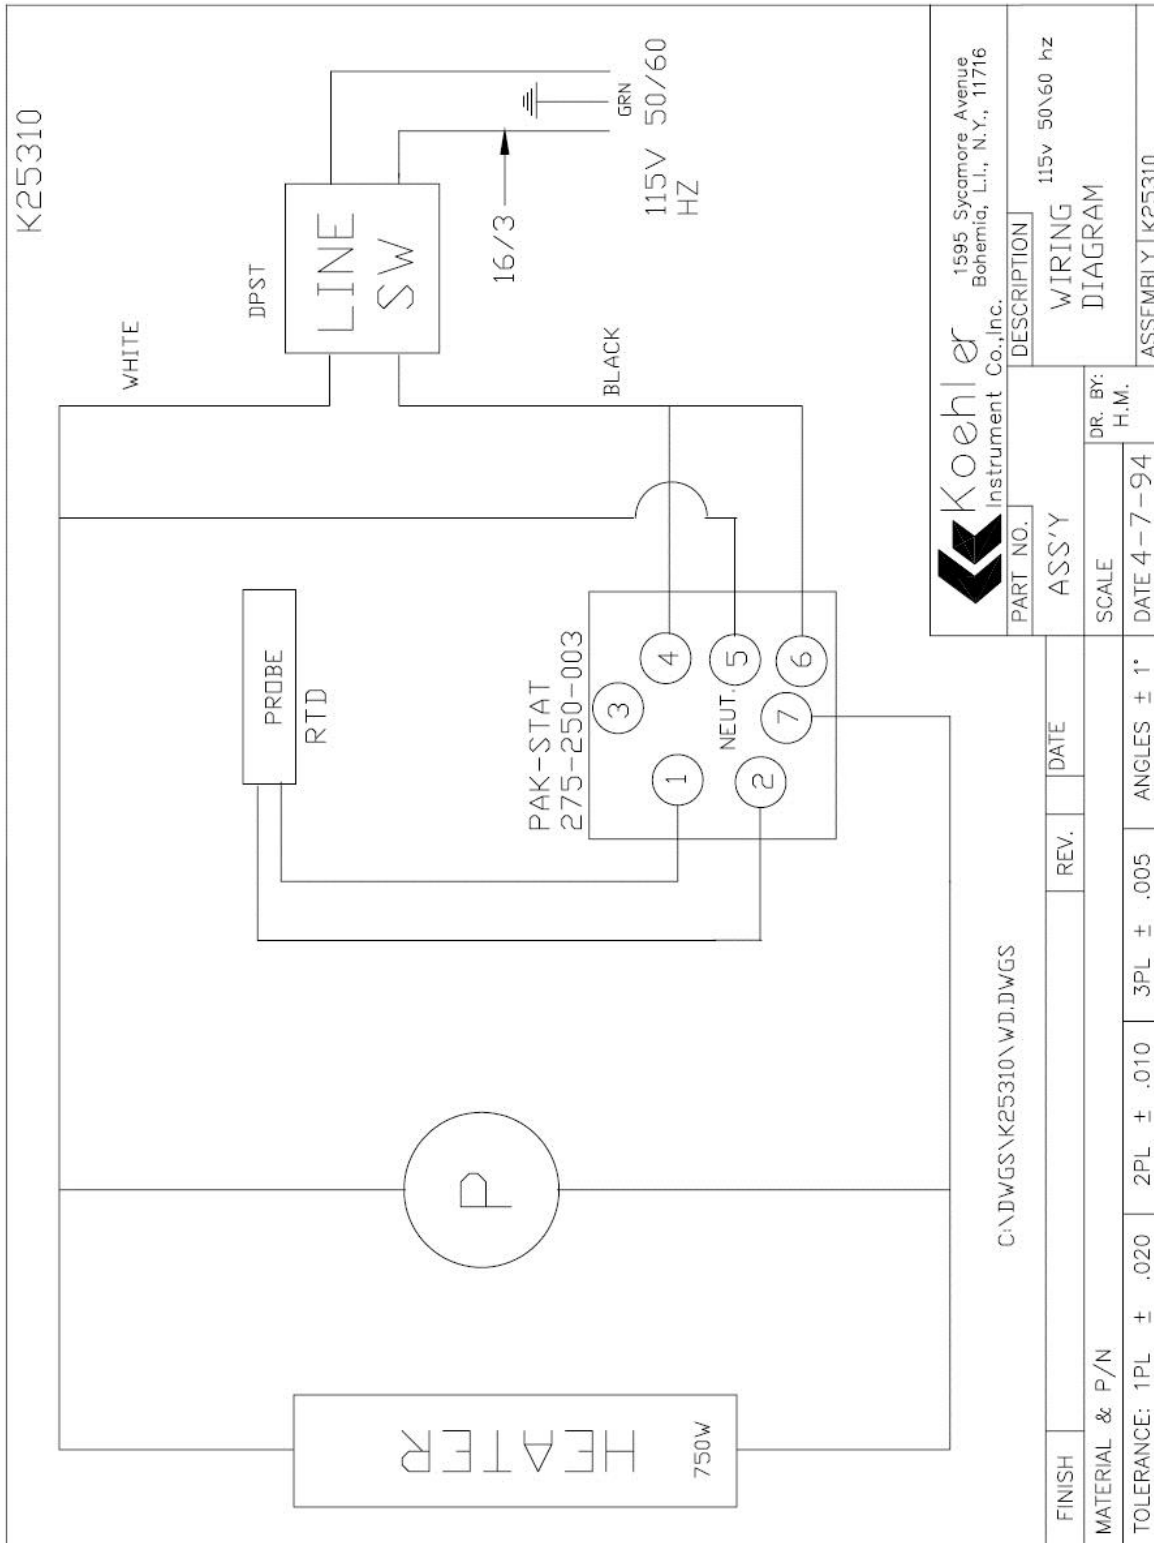 K25310
WHITE
DPST
LINE
SW
16/3
GRN
115V 50/60
HZ
BLACK
PROBE
RTD
PAK-STAT
275-250-003
1
2
3
4
5
6
7
NEUT.
P
HEATER
750W
C:\DWGS\K25310\WD.DWGS
Koehler
Instrument Co.,Inc.
1595 Sycamore Avenue
Bohemia, L.I., N.Y., 11716
PART NO.
DESCRIPTION
ASS'Y
WIRING
DIAGRAM
115v 50\60 hz
FINISH
REV.
DATE
MATERIAL & P/N
SCALE
DR. BY:
H.M.
TOLERANCE: 1PL ± .020
2PL ± .010
3PL ± .005
ANGLES ± 1°
DATE 4-7-94
ASSEMBLY K25310